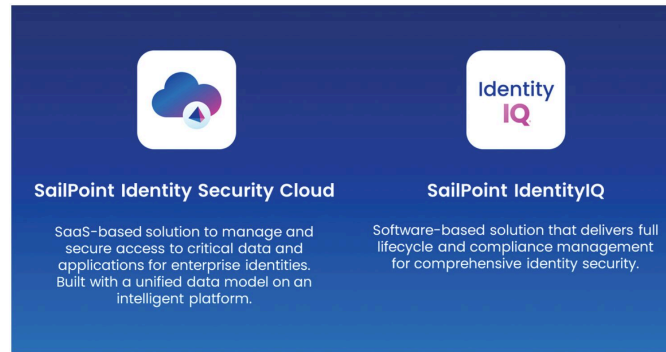 Identity
IQ
SailPoint Identity Security Cloud
SaaS-based solution to manage and
secure access to critical data and
applications for enterprise identities.
Built with a unified data model on an
intelligent platform.
SailPoint IdentityIQ
Software-based solution that delivers full
lifecycle and compliance management
for comprehensive identity security.